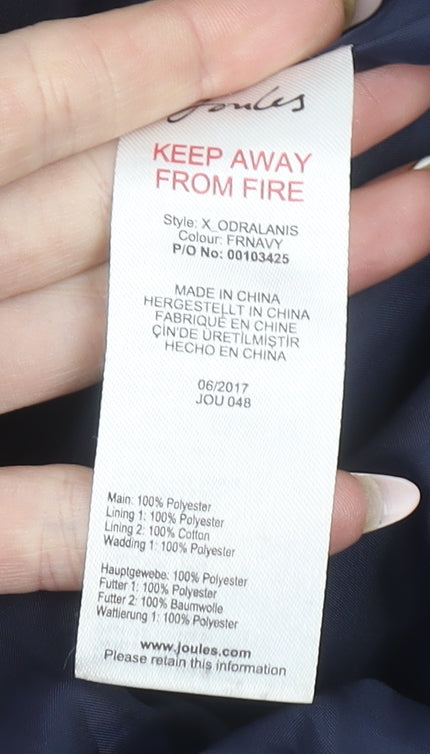 Joules
KEEP AWAY
FROM FIRE
Style: X_ODRALANIS
Colour: FRNAVY
P/O No: 00103425
MADE IN CHINA
HERGESTELLT IN CHINA
FABRIQUÉ EN CHINE
ÇIN'DE ÜRETİLMİŞTİR
HECHO EN CHINA
06/2017
JOU 048
Main: 100% Polyester
Lining 1: 100% Polyester
Lining 2: 100% Cotton
Wadding 1: 100% Polyester
Hauptgewebe: 100% Polyester
Futter 1: 100% Polyester
Futter 2: 100% Baumwolle
Wattierung 1: 100% Polyester
www.joules.com
Please retain this information